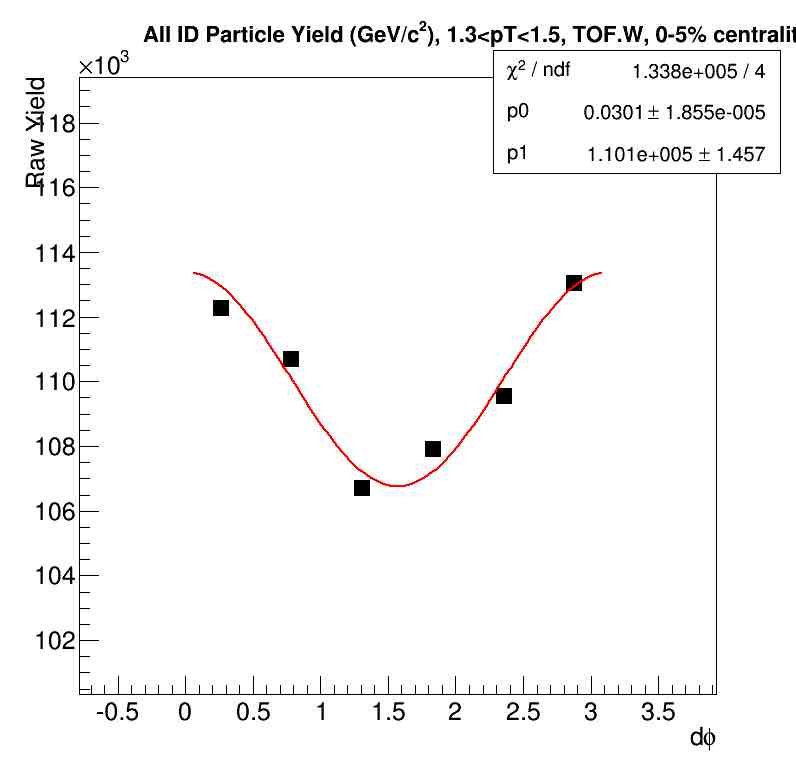 All ID Particle Yield (GeV/c²), 1.3<pT<1.5, TOF.W, 0-5% centralit
×10³
χ² / ndf 1.338e+005 / 4
p0 0.0301 ± 1.855e-005
p1 1.101e+005 ± 1.457
Raw Yield
118
116
114
112
110
108
106
104
102
-0.5 0 0.5 1 1.5 2 2.5 3 3.5
dϕ